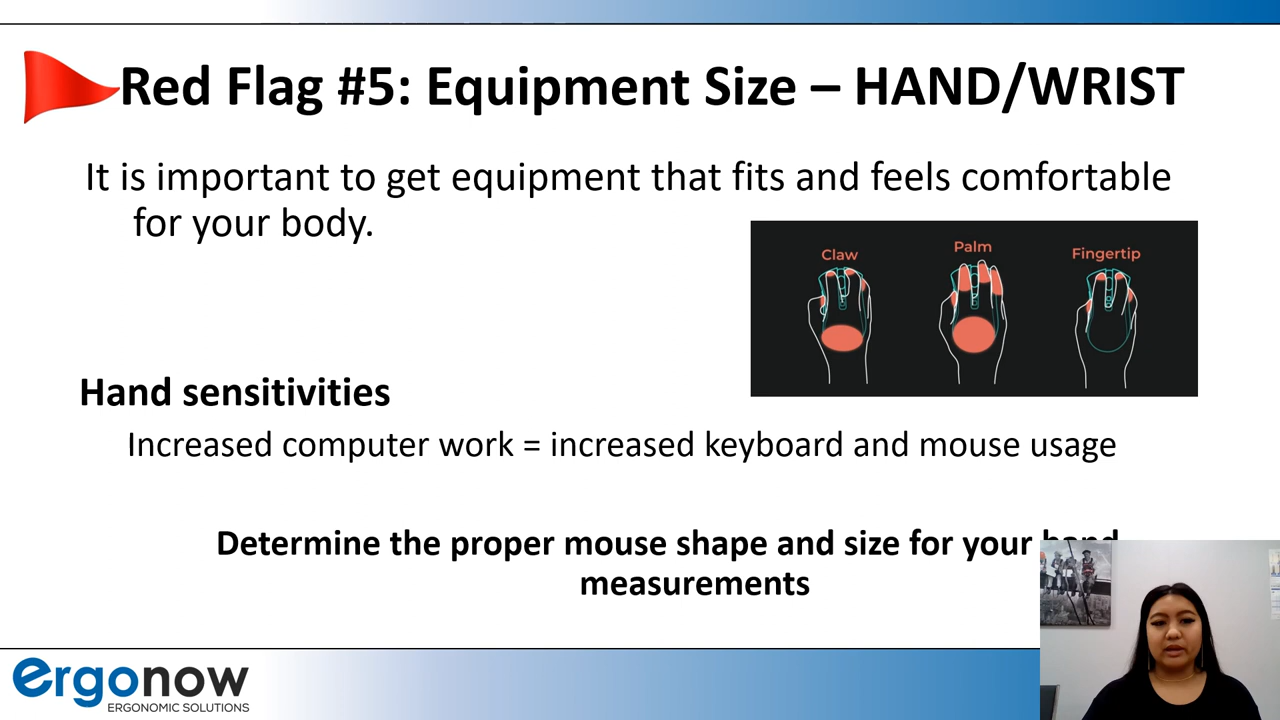 Red Flag #5: Equipment Size – HAND/WRIST
It is important to get equipment that fits and feels comfortable
for your body.
Claw
Palm
Fingertip
Hand sensitivities
Increased computer work = increased keyboard and mouse usage
Determine the proper mouse shape and size for your hand
measurements
ergonow
ERGONOMIC SOLUTIONS